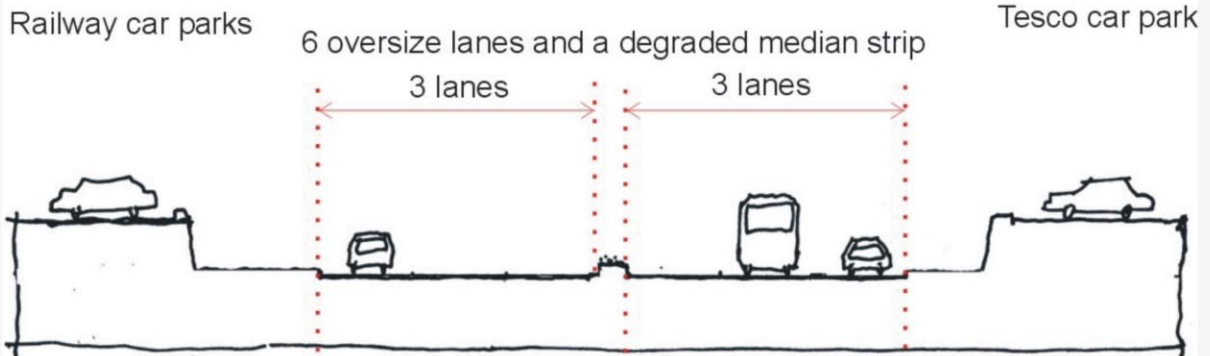 Railway car parks
Tesco car park
6 oversize lanes and a degraded median strip
3 lanes
3 lanes